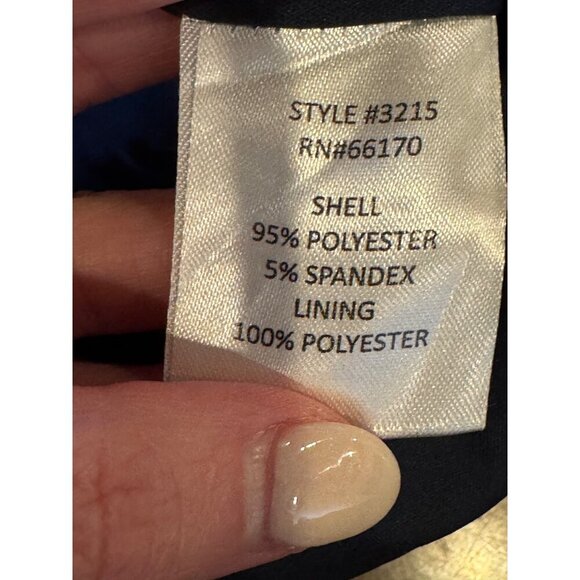 STYLE #3215
RN#66170
SHELL
95% POLYESTER
5% SPANDEX
LINING
100% POLYESTER